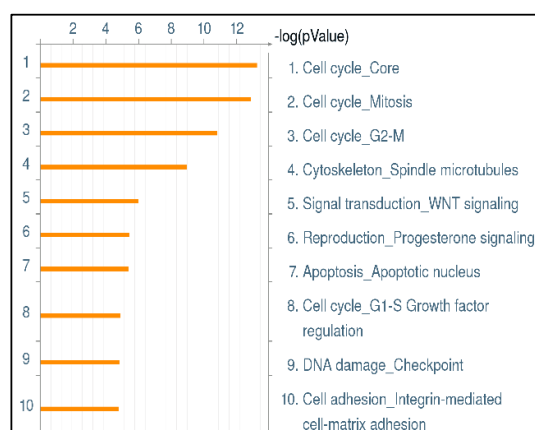 2 4 6 8 10 12 -log(pValue)
1 1. Cell cycle_Core
2 2. Cell cycle_Mitosis
3 3. Cell cycle_G2-M
4 4. Cytoskeleton_Spindle microtubules
5 5. Signal transduction_WNT signaling
6 6. Reproduction_Progesterone signaling
7 7. Apoptosis_Apoptotic nucleus
8 8. Cell cycle_G1-S Growth factor
regulation
9 9. DNA damage_Checkpoint
10 10. Cell adhesion_Integrin-mediated
cell-matrix adhesion